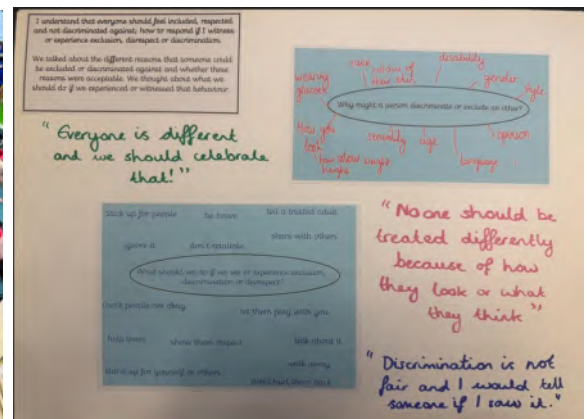 I understand that everyone should feel included, respected
and not discriminated against; how to respond if I witness
or experience exclusion, disrespect or discrimination.
We talked about the different reasons that someone could
be excluded or discriminated against and whether these
reasons were acceptable. We thought about what we
should do if we experienced or witnessed that behaviour.
disability
race
colour of their skin
gender
style
wearing
glasses
Why might a person discriminate or exclude an other?
How you
look
sexuality
age
opinion
language
height
"Everyone is different
and we should celebrate
that!"
stick up for people
be brave
tell a trusted adult
share with others
ignore it
don't retaliate
What should we do if we see or experience exclusion,
discrimination or disrespect?
check people are okay
let them play with you
help them
show them respect
talk about it
walk away
stand up for yourself or others
don't hurt them back
"No one should be
treated differently
because of how
they look or what
they think"
"Discrimination is not
fair and I would tell
someone if I saw it."